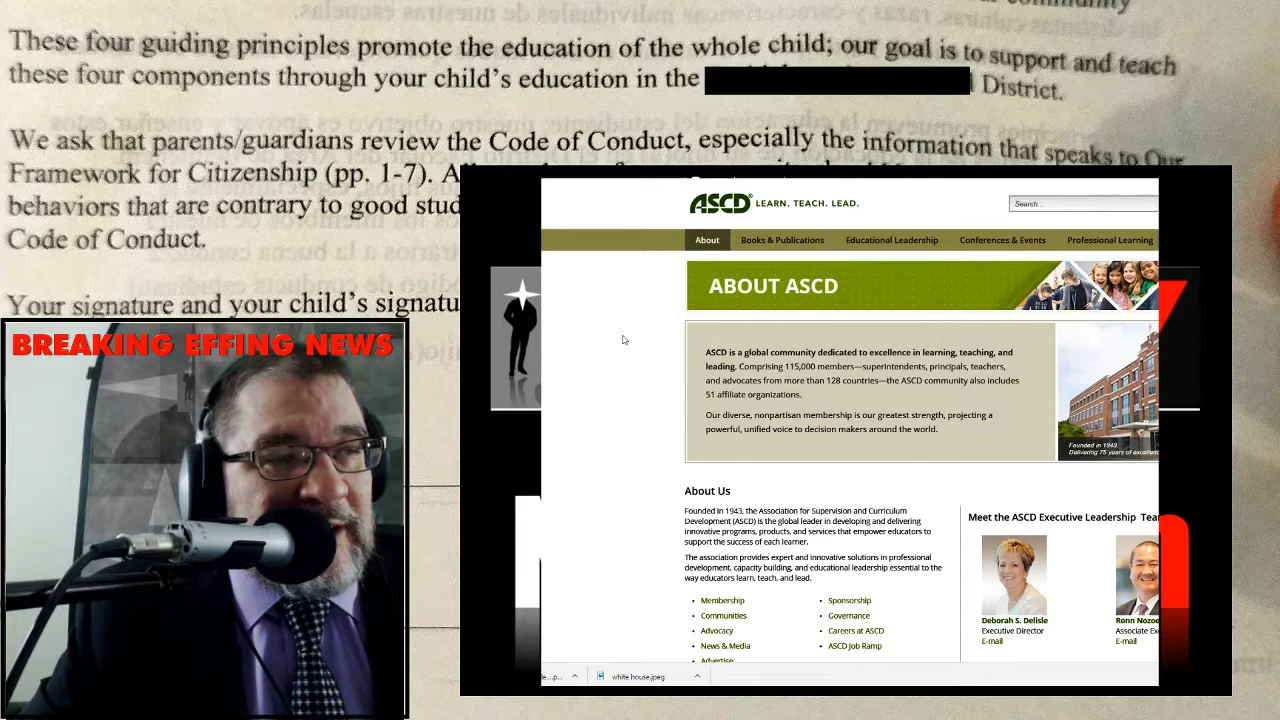 community
These four guiding principles promote the education of the whole child; our goal is to support and teach
these four components through your child's education in the
District.
We ask that parents/guardians review the Code of Conduct, especially the information that speaks to Our
Framework for Citizenship (pp. 1-7).
behaviors that are contrary to good
Code of Conduct.
Your signature and your child's
BREAKING EFFING NEWS
ASCD® LEARN. TEACH. LEAD.
Search...
About Books & Publications Educational Leadership Conferences & Events Professional Learning
ABOUT ASCD
ASCD is a global community dedicated to excellence in learning, teaching, and
leading. Comprising 115,000 members—superintendents, principals, teachers,
and advocates from more than 128 countries—the ASCD community also includes
51 affiliate organizations.
Our diverse, nonpartisan membership is our greatest strength, projecting a
powerful, unified voice to decision makers around the world.
Founded in 1943.
Delivering 75 years of
About Us
Founded in 1943, the Association for Supervision and Curriculum
Development (ASCD) is the global leader in developing and delivering
innovative programs, products, and services that empower educators to
support the success of each learner.
The association provides expert and innovative solutions in professional
development, capacity building, and educational leadership essential to the
way educators learn, teach, and lead.
• Membership
• Communities
• Advocacy
• News & Media
• Advertise
• Sponsorship
• Governance
• Careers at ASCD
• ASCD Job Ramp
Meet the ASCD Executive Leadership
Deborah S. Delisle
Executive Director
E-mail
Ronn
Associate
E-mail
white house.jpeg